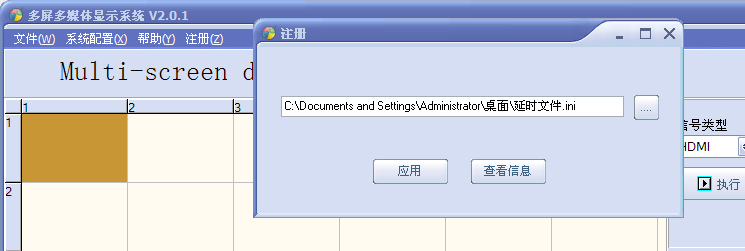 多屏多媒体显示系统 V2.0.1
注册
文件(W) 系统配置(X) 帮助(Y) 注册(Z)
Multi-screen d
C:\Documents and Settings\Administrator\桌面\延时文件.ini
....
1 2 3
1
信号类型
HDMI
应用 查看信息
执行
2